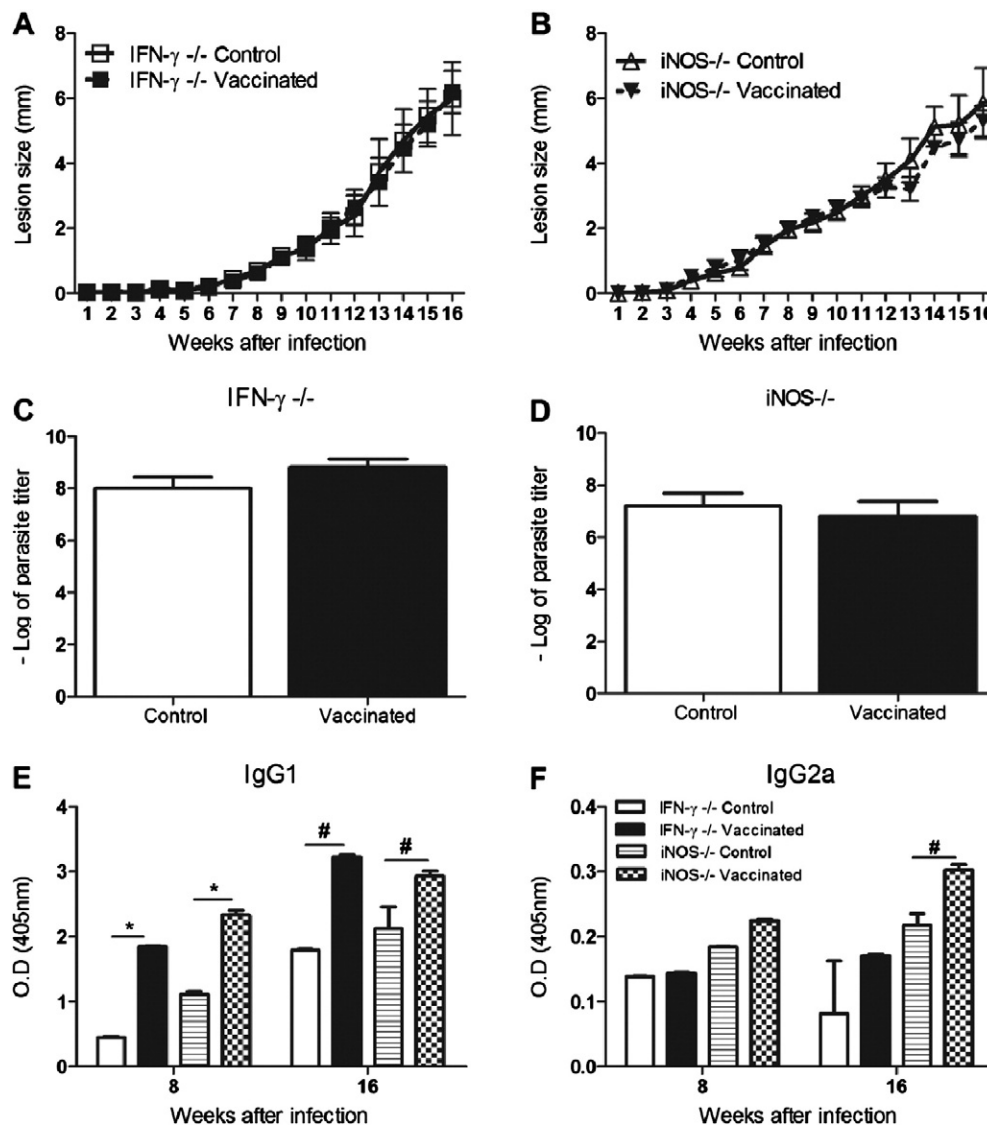 A
IFN-γ -/- Control
IFN-γ -/- Vaccinated
Lesion size (mm)
8
6
4
2
0
1 2 3 4 5 6 7 8 9 10 11 12 13 14 15 16
Weeks after infection
B
iNOS-/- Control
iNOS-/- Vaccinated
Lesion size (mm)
8
6
4
2
0
1 2 3 4 5 6 7 8 9 10 11 12 13 14 15 16
Weeks after infection
C
IFN-γ -/-
- Log of parasite titer
10
8
6
4
2
0
Control Vaccinated
D
iNOS-/-
- Log of parasite titer
10
8
6
4
2
0
Control Vaccinated
E
IgG1
O.D (405nm)
4
3
2
1
0
*
*
#
#
8 16
Weeks after infection
F
IgG2a
IFN-γ -/- Control
IFN-γ -/- Vaccinated
iNOS-/- Control
iNOS-/- Vaccinated
O.D (405nm)
0.4
0.3
0.2
0.1
0.0
#
8 16
Weeks after infection